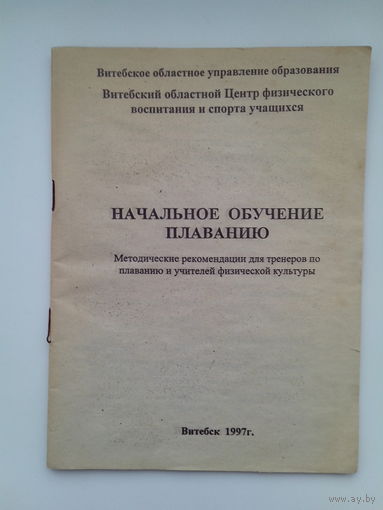 Витебское областное управление образования
Витебский областной Центр физического
воспитания и спорта учащихся
НАЧАЛЬНОЕ ОБУЧЕНИЕ
ПЛАВАНИЮ
Методические рекомендации для тренеров по
плаванию и учителей физической культуры
Витебск 1997г.
www.ay.by